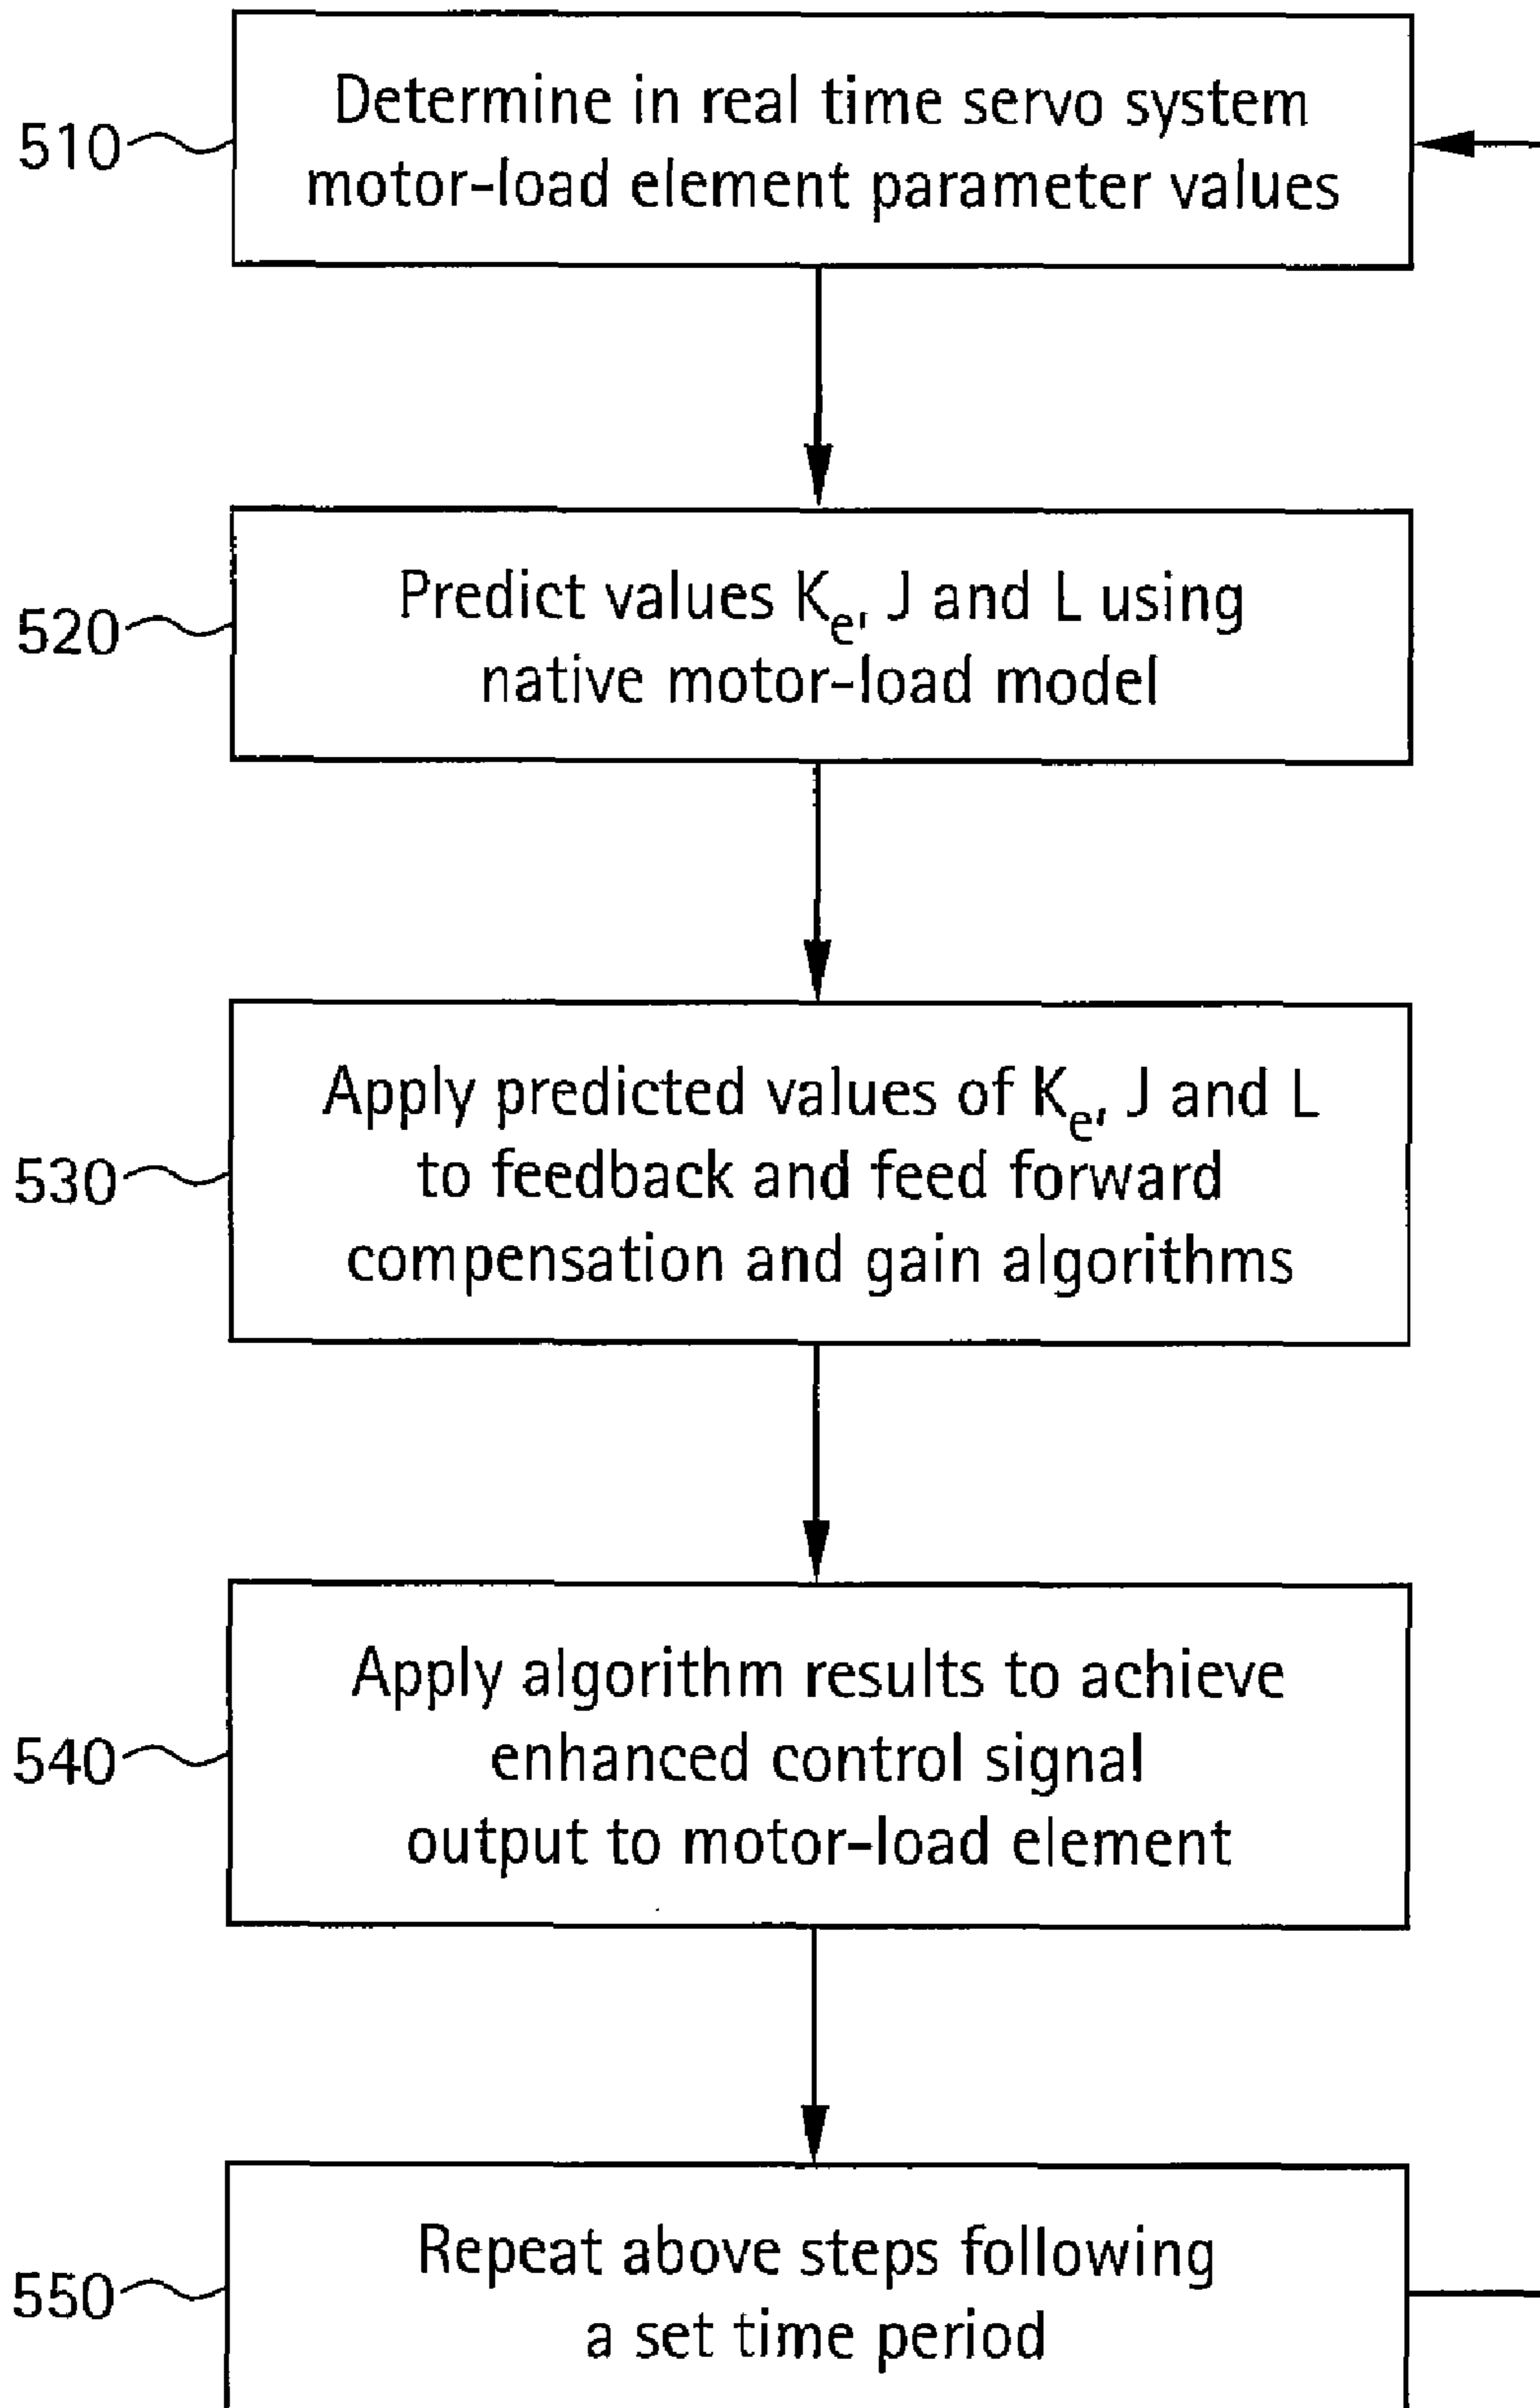 Determine in real time servo system
510
motor-load element parameter values
Predict values Ke, J and L using
520
native motor-load model
Apply predicted values of Ke, J and L
530
to feedback and feed forward
compensation and gain algorithms
Apply algorithm results to achieve
540
enhanced control signal
output to motor-load element
Repeat above steps following
550
a set time period